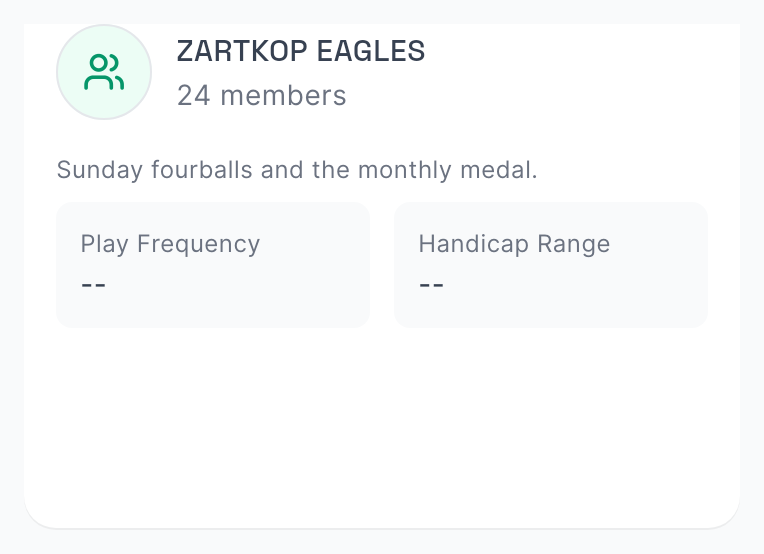 ZARTKOP EAGLES
24 members
Sunday fourballs and the monthly medal.
Play Frequency
--
Handicap Range
--